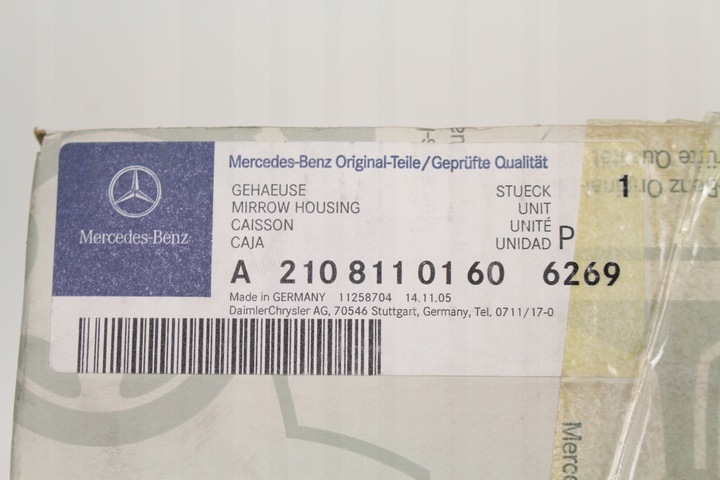 Mercedes-Benz Original-Teile/Geprüfte Qualität
Mercedes-Benz
GEHAEUSE STUECK 1
MIRROW HOUSING UNIT
CAISSON UNITÉ
CAJA UNIDAD P
A 210 811 01 60 6269
Made in GERMANY 11258704 14.11.05
DaimlerChrysler AG, 70546 Stuttgart, Germany, Tel. 0711/17-0